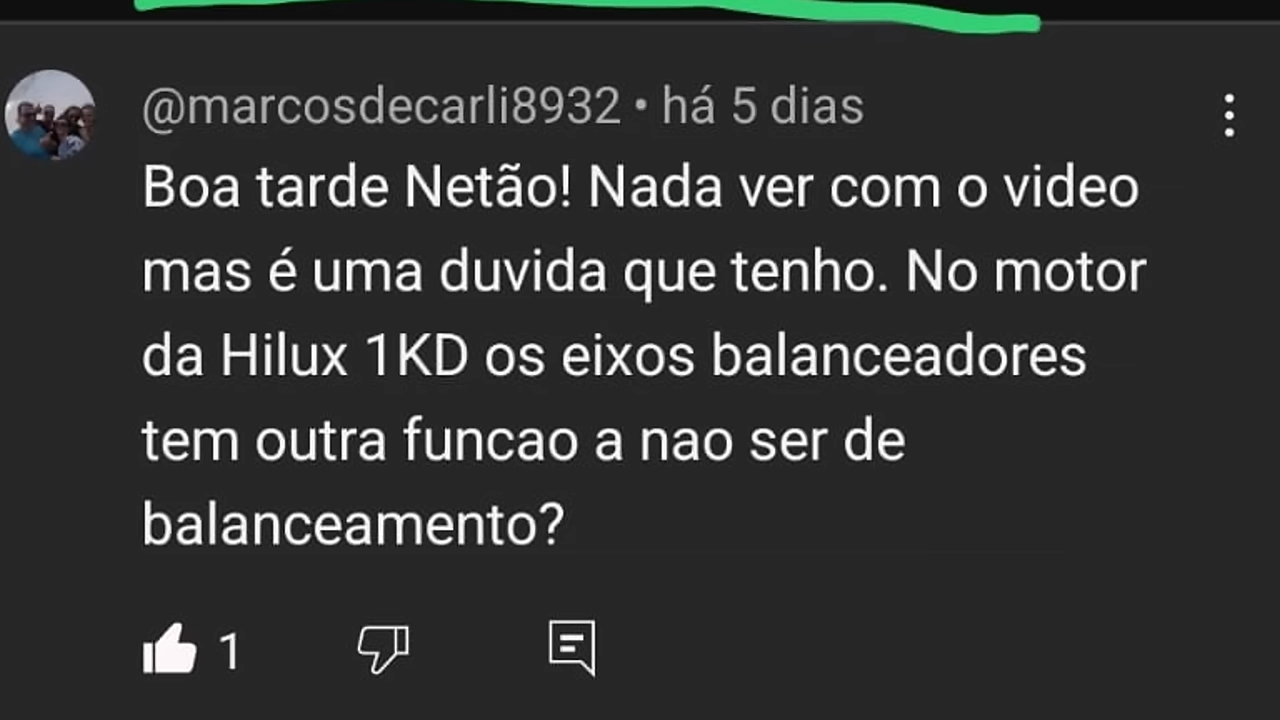 @marcosdecarli8932 • há 5 dias
Boa tarde Netão! Nada ver com o video
mas é uma duvida que tenho. No motor
da Hilux 1KD os eixos balanceadores
tem outra funcao a nao ser de
balanceamento?
1